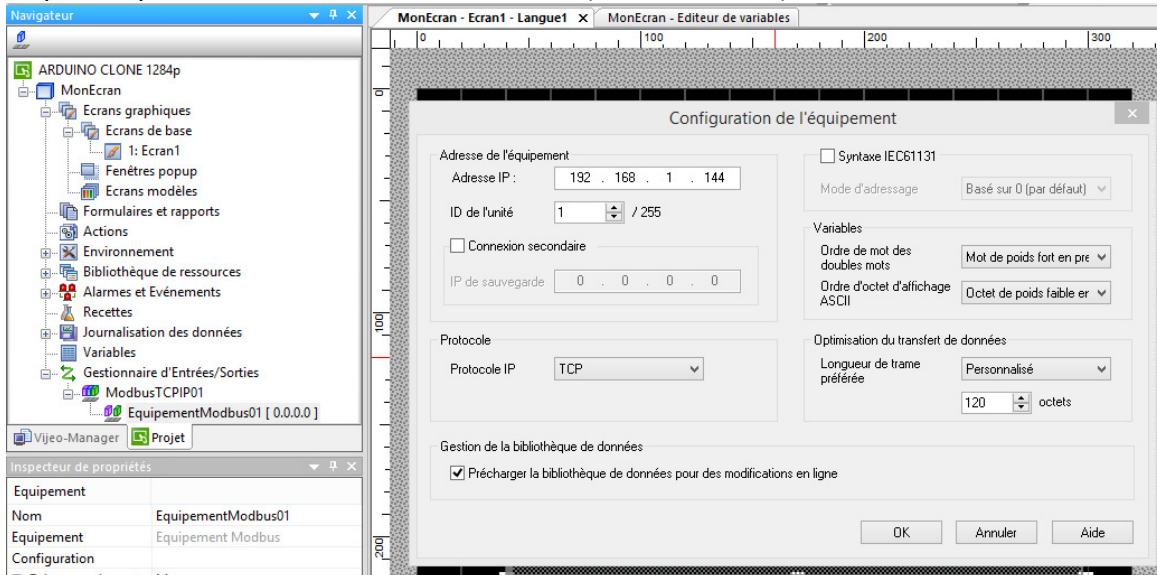 Navigateur
MonEcran - Ecran1 - Langue1
MonEcran - Editeur de variables
0 100 200 300
ARDUINO CLONE 1284p
MonEcran
Ecrans graphiques
Ecrans de base
1: Ecran1
Fenêtres popup
Ecrans modèles
Formulaires et rapports
Actions
Environnement
Bibliothèque de ressources
Alarmes et Evénements
Recettes
Journalisation des données
Variables
Gestionnaire d'Entrées/Sorties
ModbusTCPIP01
EquipementModbus01 [ 0.0.0.0 ]
Vijeo-Manager Projet
Inspecteur de propriétés
Equipement
Nom EquipementModbus01
Equipement Equipement Modbus
Configuration
0
100
200
Configuration de l'équipement
Adresse de l'équipement
Adresse IP : 192 . 168 . 1 . 144
ID de l'unité 1 / 255
Connexion secondaire
IP de sauvegarde 0 . 0 . 0 . 0
Protocole
Protocole IP TCP
Syntaxe IEC61131
Mode d'adressage Basé sur 0 (par défaut)
Variables
Ordre de mot des
doubles mots
Mot de poids fort en pre
Ordre d'octet d'affichage
ASCII
Octet de poids faible er
Optimisation du transfert de données
Longueur de trame
préférée
Personnalisé
120 octets
Gestion de la bibliothèque de données
Précharger la bibliothèque de données pour des modifications en ligne
OK Annuler Aide